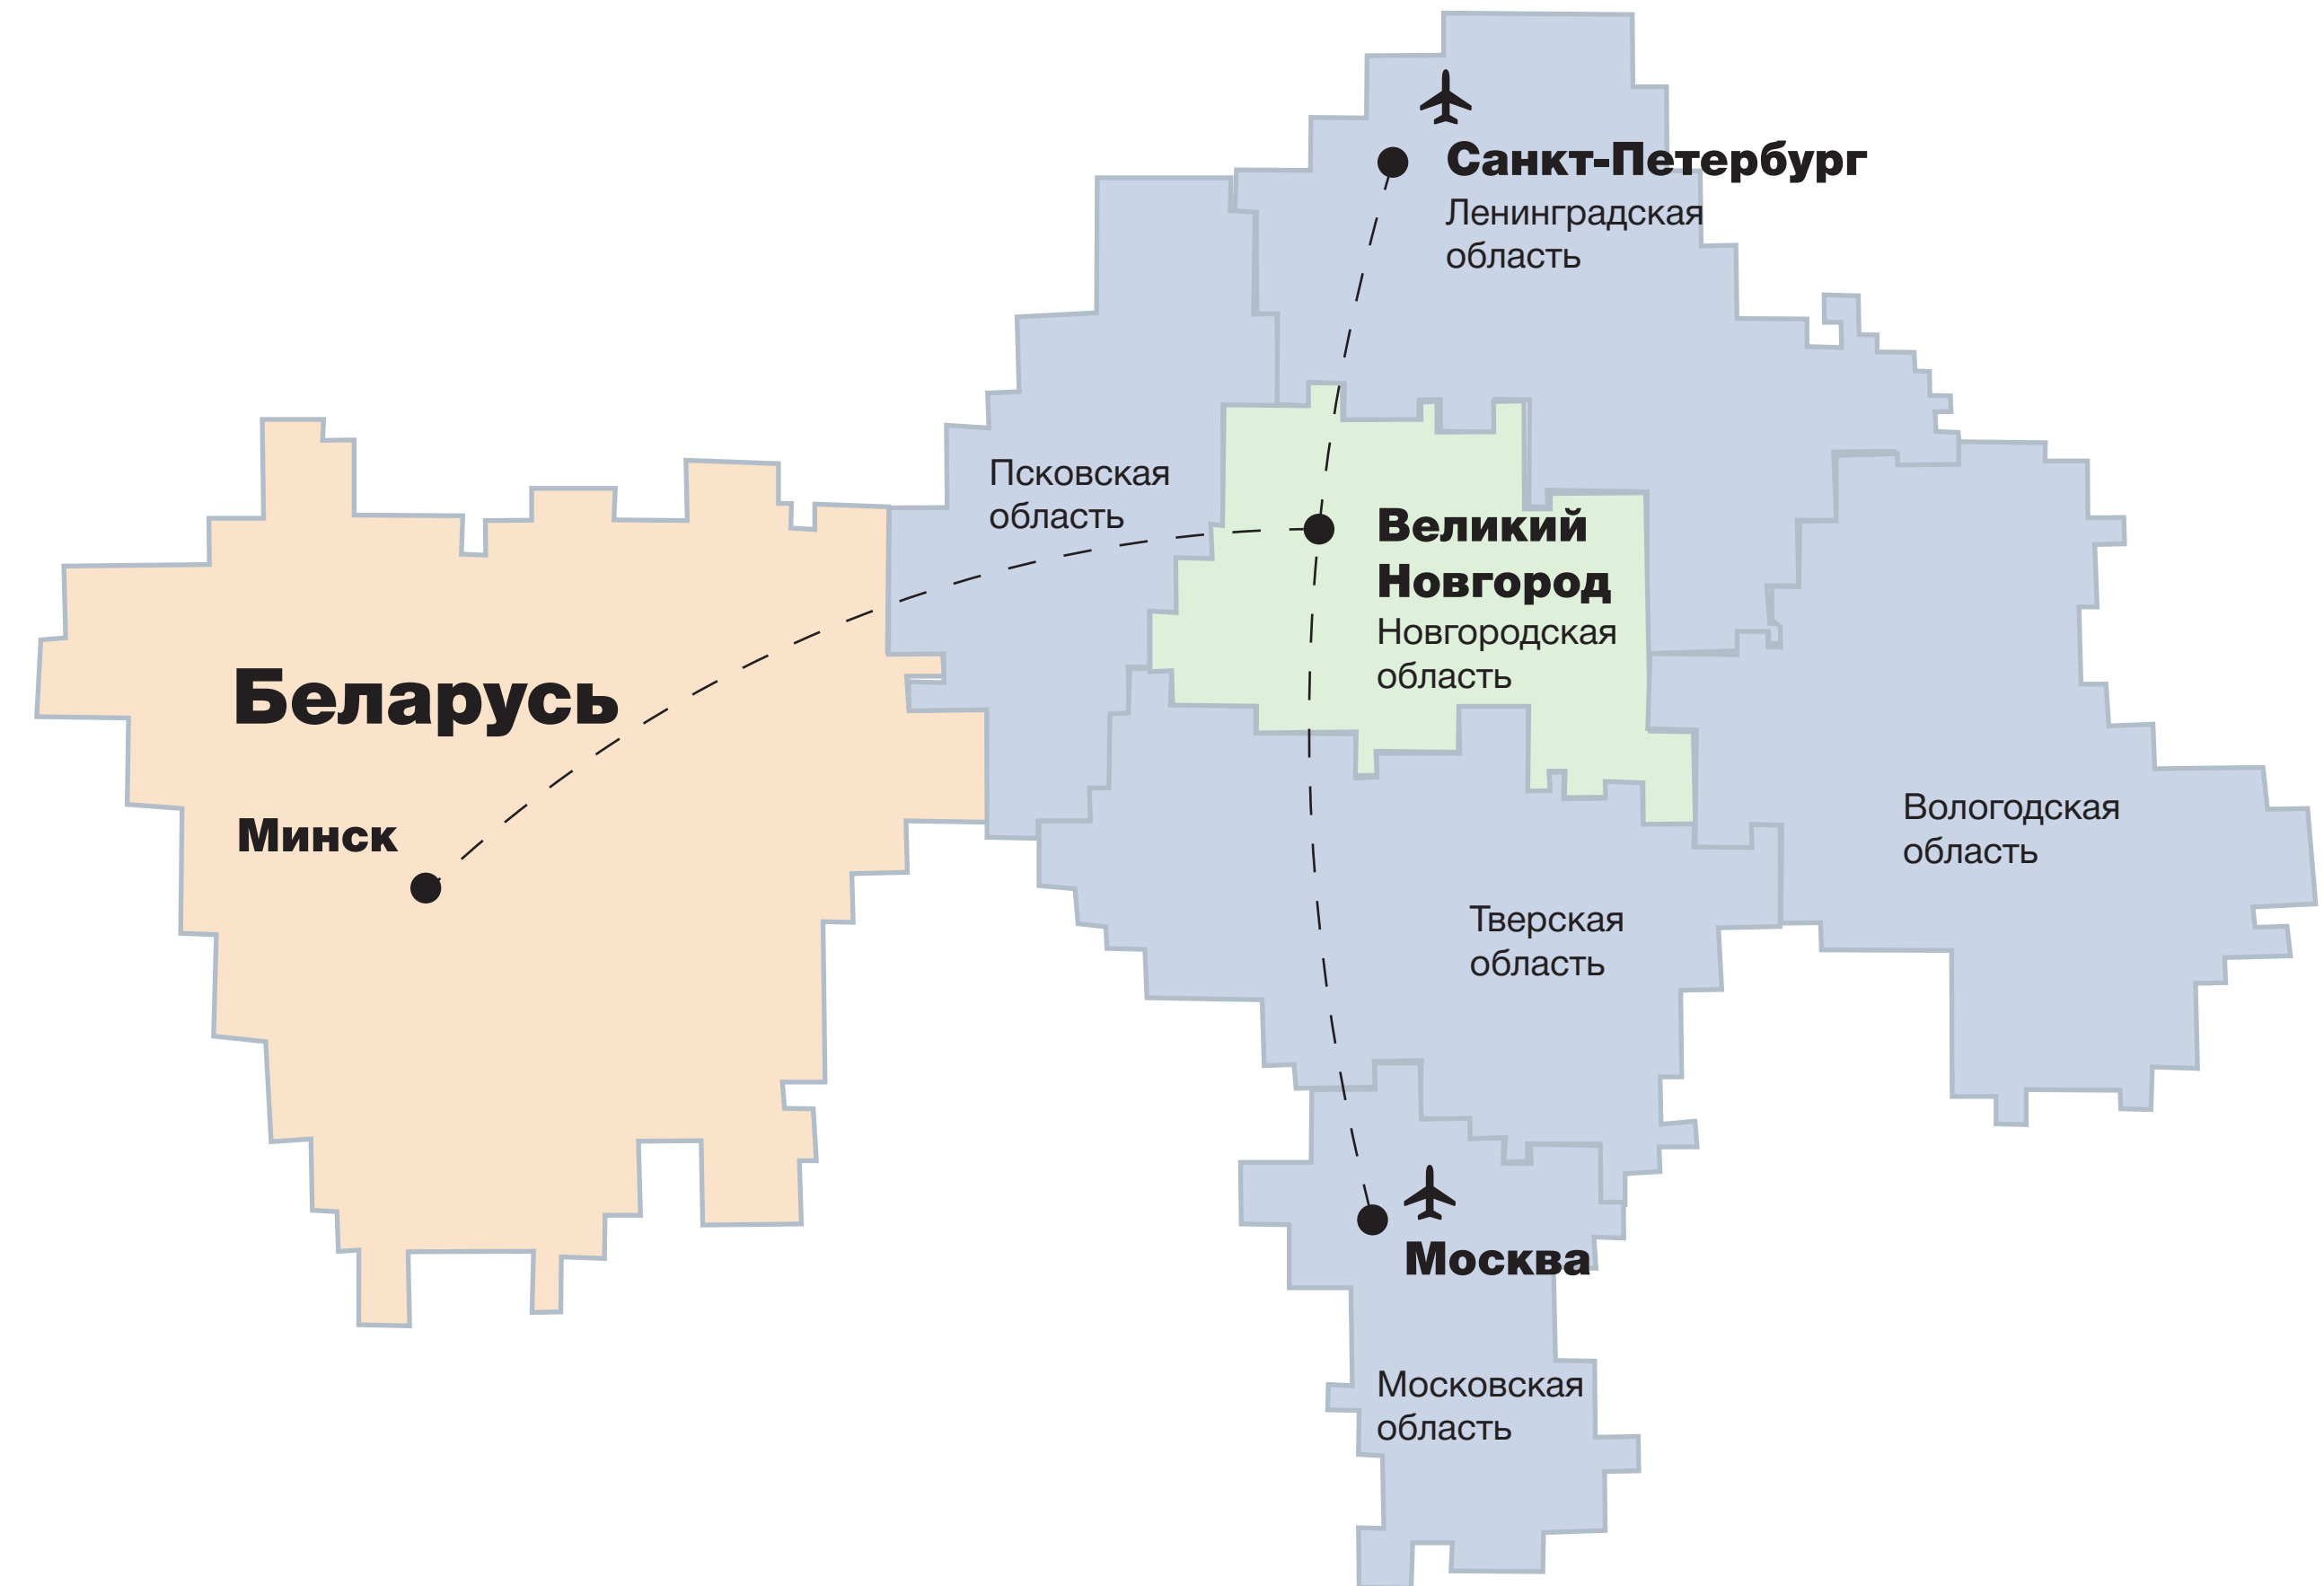 Санкт-Петербург
Ленинградская
область
Псковская
область
Великий
Новгород
Новгородская
область
Беларусь
Минск
Вологодская
область
Тверская
область
Москва
Московская
область